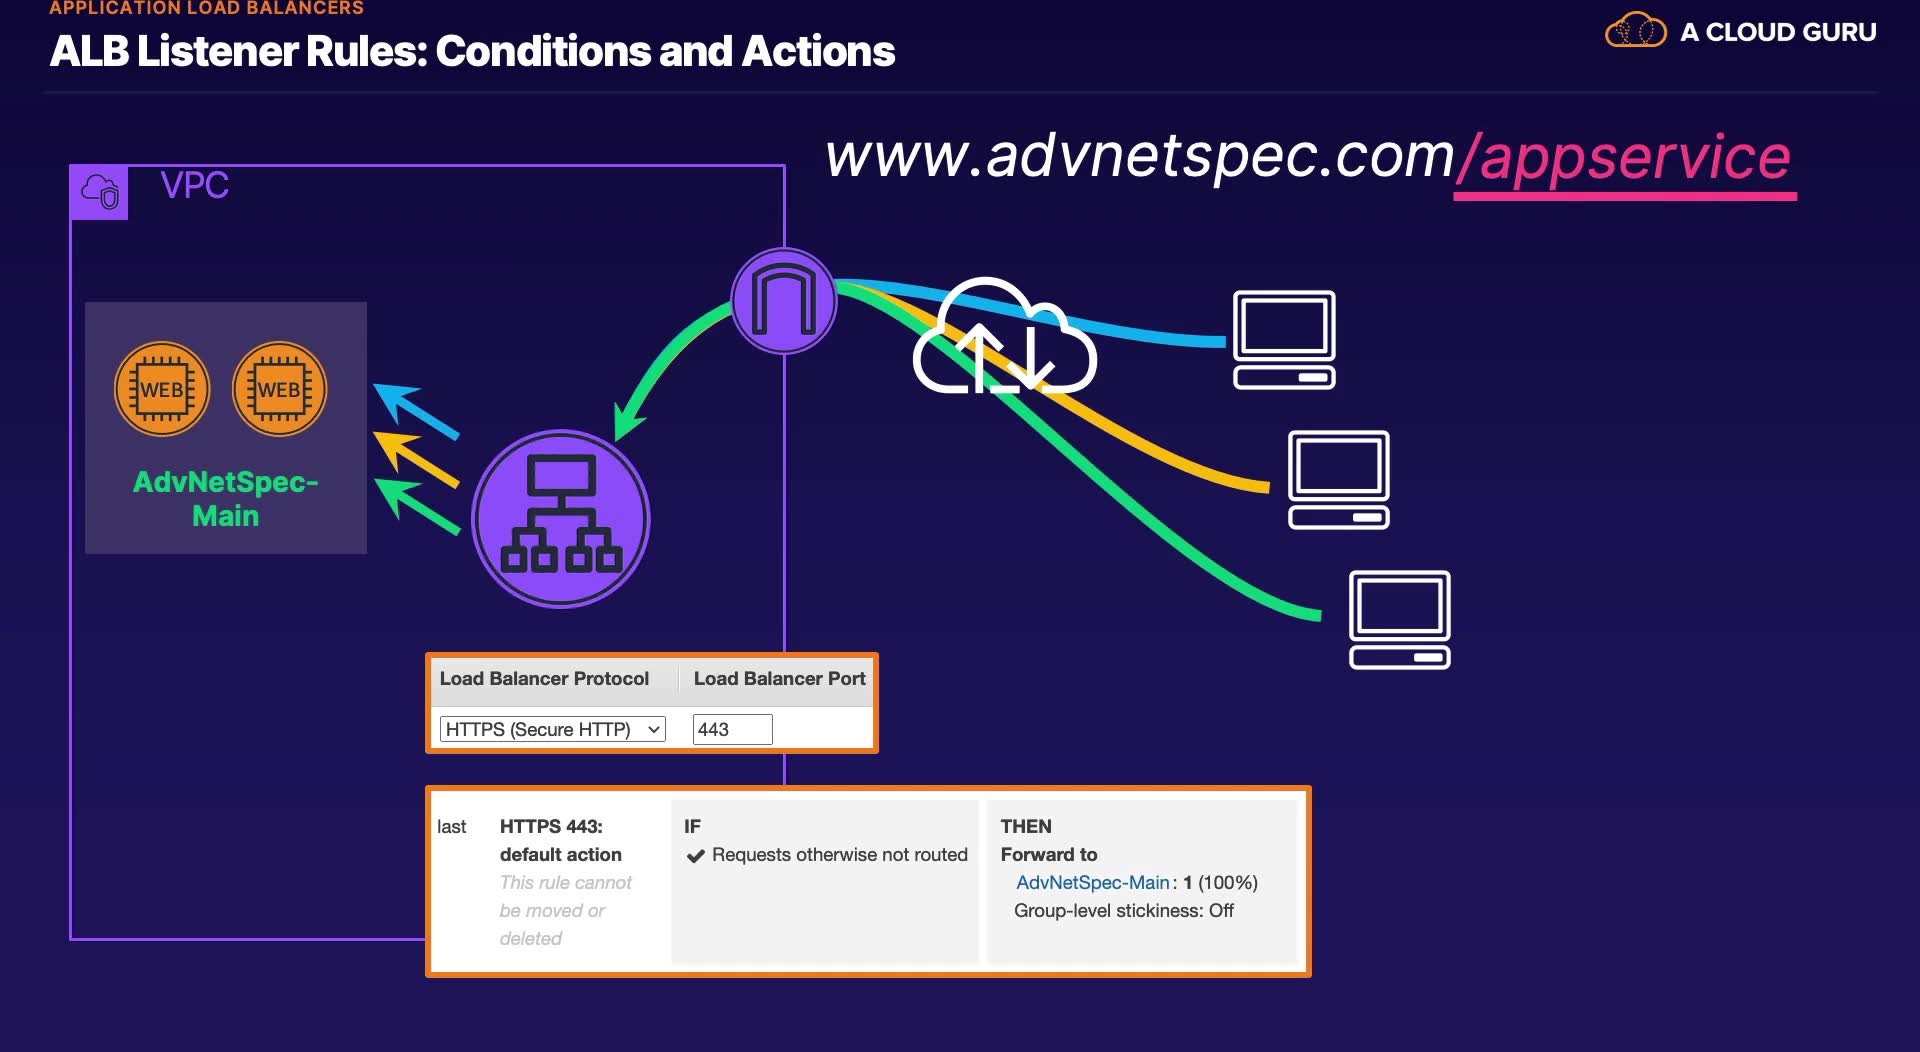 APPLICATION LOAD BALANCERS
ALB Listener Rules: Conditions and Actions
A CLOUD GURU
www.advnetspec.com/appservice
VPC
WEB
WEB
AdvNetSpec-
Main
Load Balancer Protocol
Load Balancer Port
HTTPS (Secure HTTP)
443
last
HTTPS 443:
default action
This rule cannot
be moved or
deleted
IF
Requests otherwise not routed
THEN
Forward to
AdvNetSpec-Main: 1 (100%)
Group-level stickiness: Off